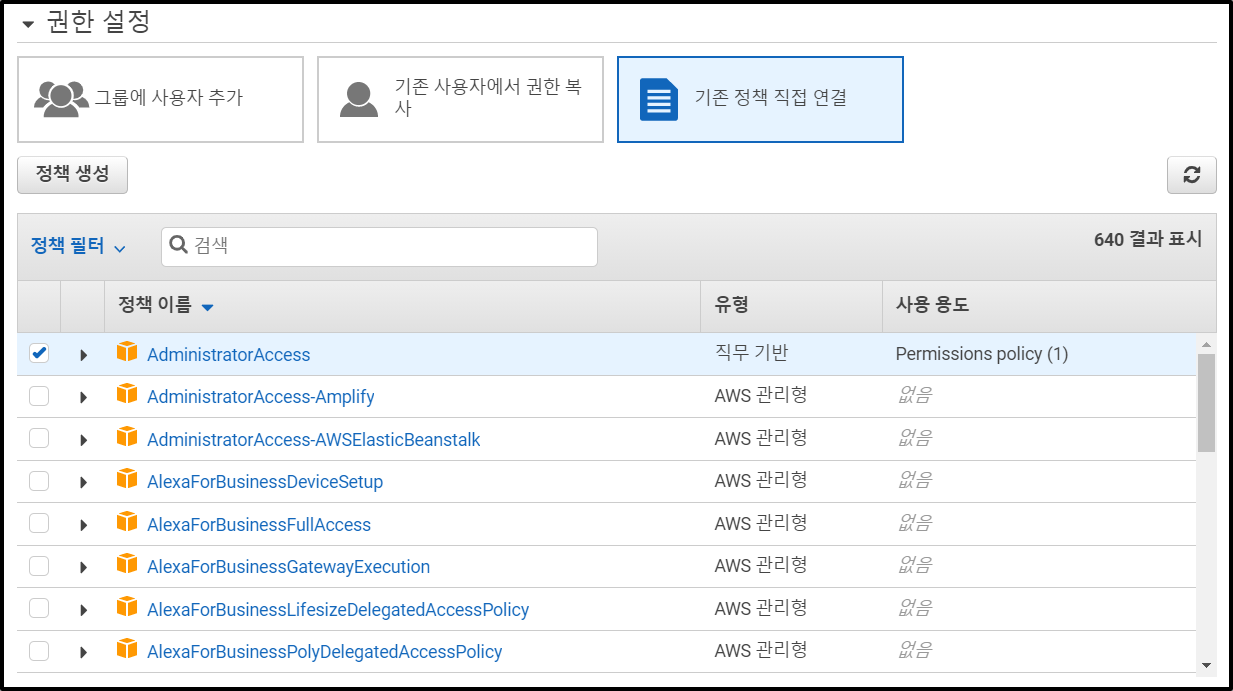 권한 설정
그룹에 사용자 추가
기존 사용자에서 권한 복
사
기존 정책 직접 연결
정책 생성
정책 필터
검색
640 결과 표시
정책 이름 유형 사용 용도
AdministratorAccess 직무 기반 Permissions policy (1)
AdministratorAccess-Amplify AWS 관리형 없음
AdministratorAccess-AWSElasticBeanstalk AWS 관리형 없음
AlexaForBusinessDeviceSetup AWS 관리형 없음
AlexaForBusinessFullAccess AWS 관리형 없음
AlexaForBusinessGatewayExecution AWS 관리형 없음
AlexaForBusinessLifesizeDelegatedAccessPolicy AWS 관리형 없음
AlexaForBusinessPolyDelegatedAccessPolicy AWS 관리형 없음